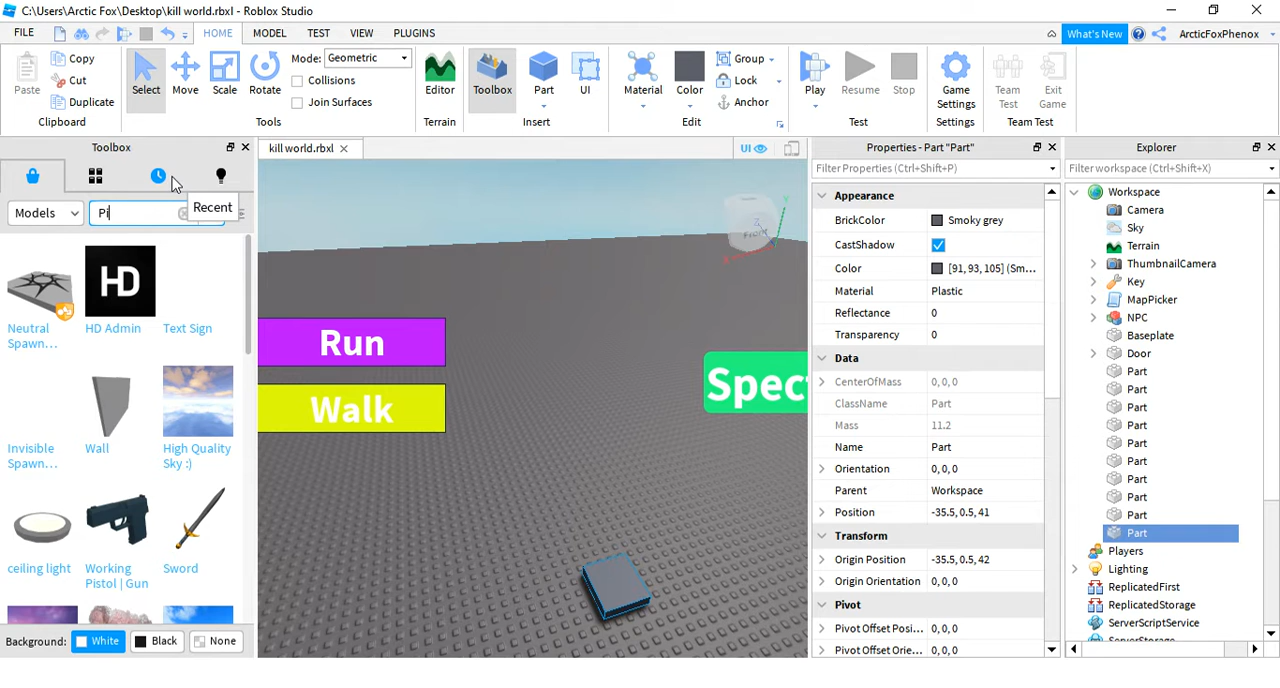 C:\Users\Arctic Fox\Desktop\kill world.rbxl - Roblox Studio
FILE HOME MODEL TEST VIEW PLUGINS What's New ArcticFoxPhenox
Paste Copy Cut Duplicate Clipboard
Select Move Scale Rotate Mode: Geometric Collisions Join Surfaces Tools
Editor Terrain
Toolbox Part UI Insert
Material Color Group Lock Anchor Edit
Play Resume Stop Test
Game Settings Settings
Team Test Exit Game Team Test
Toolbox
Models Pi
Recent
Neutral Spawn...
HD
HD Admin
Text Sign
Invisible Spawn...
Wall
High Quality Sky :)
ceiling light
Working Pistol | Gun
Sword
Background: White Black None
kill world.rbxl
UI
Front
Run
Walk
Spect
Properties - Part "Part"
Filter Properties (Ctrl+Shift+P)
Appearance
BrickColor Smoky grey
CastShadow
Color [91, 93, 105] (Sm...
Material Plastic
Reflectance 0
Transparency 0
Data
CenterOfMass 0, 0, 0
ClassName Part
Mass 11.2
Name Part
Orientation 0, 0, 0
Parent Workspace
Position -35.5, 0.5, 41
Transform
Origin Position -35.5, 0.5, 42
Origin Orientation 0, 0, 0
Pivot
Pivot Offset Posi... 0, 0, 0
Pivot Offset Orie... 0, 0, 0
Explorer
Filter workspace (Ctrl+Shift+X)
Workspace
Camera
Sky
Terrain
ThumbnailCamera
Key
MapPicker
NPC
Baseplate
Door
Part
Part
Part
Part
Part
Part
Part
Part
Part
Part
Players
Lighting
ReplicatedFirst
ReplicatedStorage
ServerScriptService
ServerStorage